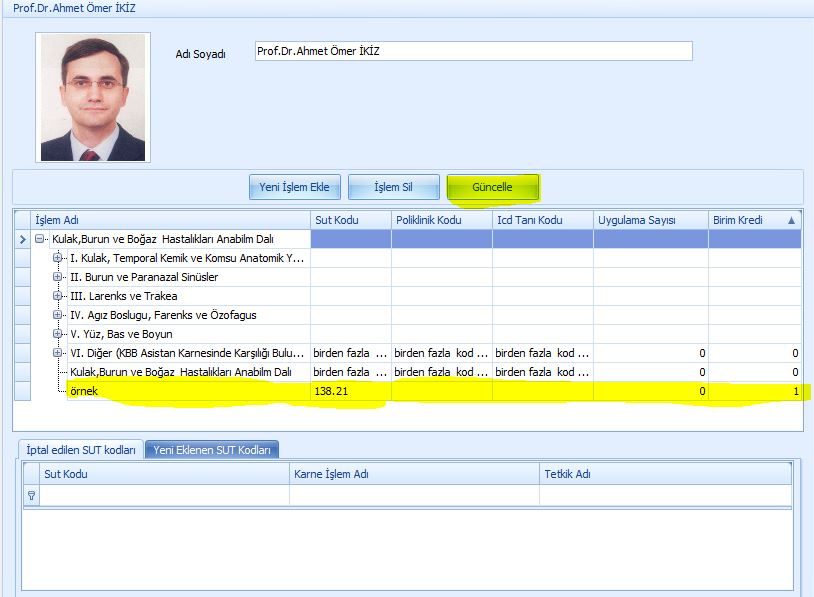 Prof.Dr.Ahmet Ömer İKİZ
Adı Soyadı Prof.Dr.Ahmet Ömer İKİZ
Yeni İşlem Ekle İşlem Sil Güncelle
İşlem Adı Sut Kodu Poliklinik Kodu Icd Tanı Kodu Uygulama Sayısı Birim Kredi
Kulak,Burun ve Boğaz Hastalıkları Anabilm Dalı
I. Kulak, Temporal Kemik ve Komsu Anatomik Y...
II. Burun ve Paranazal Sinüsler
III. Larenks ve Trakea
IV. Agız Boslugu, Farenks ve Özofagus
V. Yüz, Bas ve Boyun
VI. Diğer (KBB Asistan Karnesinde Karşılığı Bulu... birden fazla ... birden fazla kod ... birden fazla kod ... 0 0
Kulak,Burun ve Boğaz Hastalıkları Anabilm Dalı birden fazla ... birden fazla kod ... birden fazla kod ... 0 0
örnek 138.21 0 1
İptal edilen SUT kodları Yeni Eklenen SUT Kodları
Sut Kodu Karne İşlem Adı Tetkik Adı